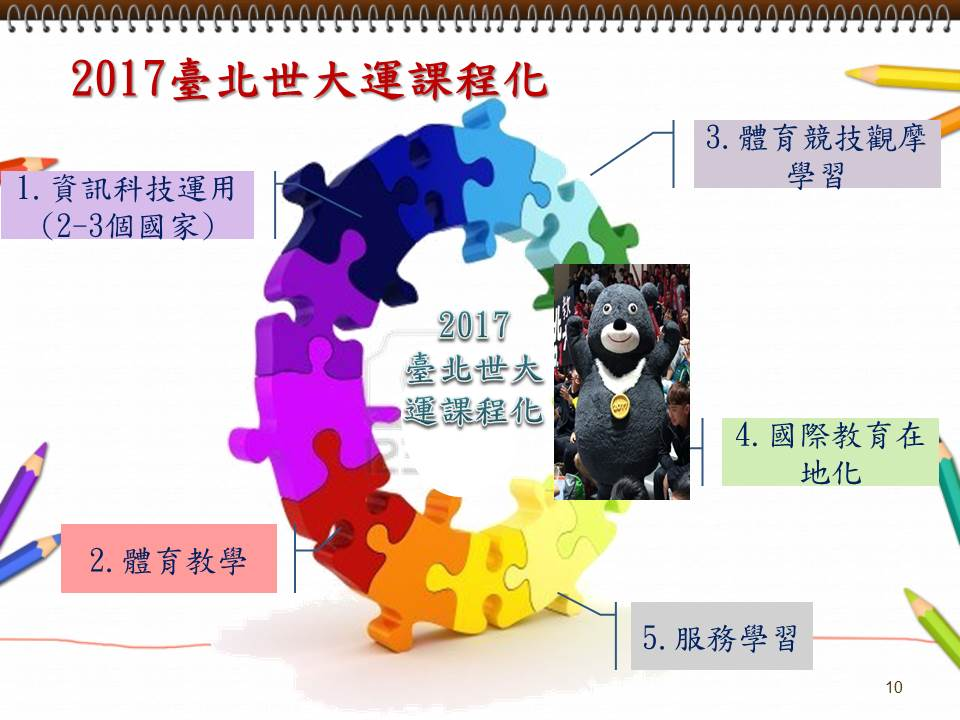 2017臺北世大運課程化
3.體育競技觀摩
學習
1.資訊科技運用
(2-3個國家)
2017
臺北世大
運課程化
4.國際教育在
地化
2.體育教學
5.服務學習
10